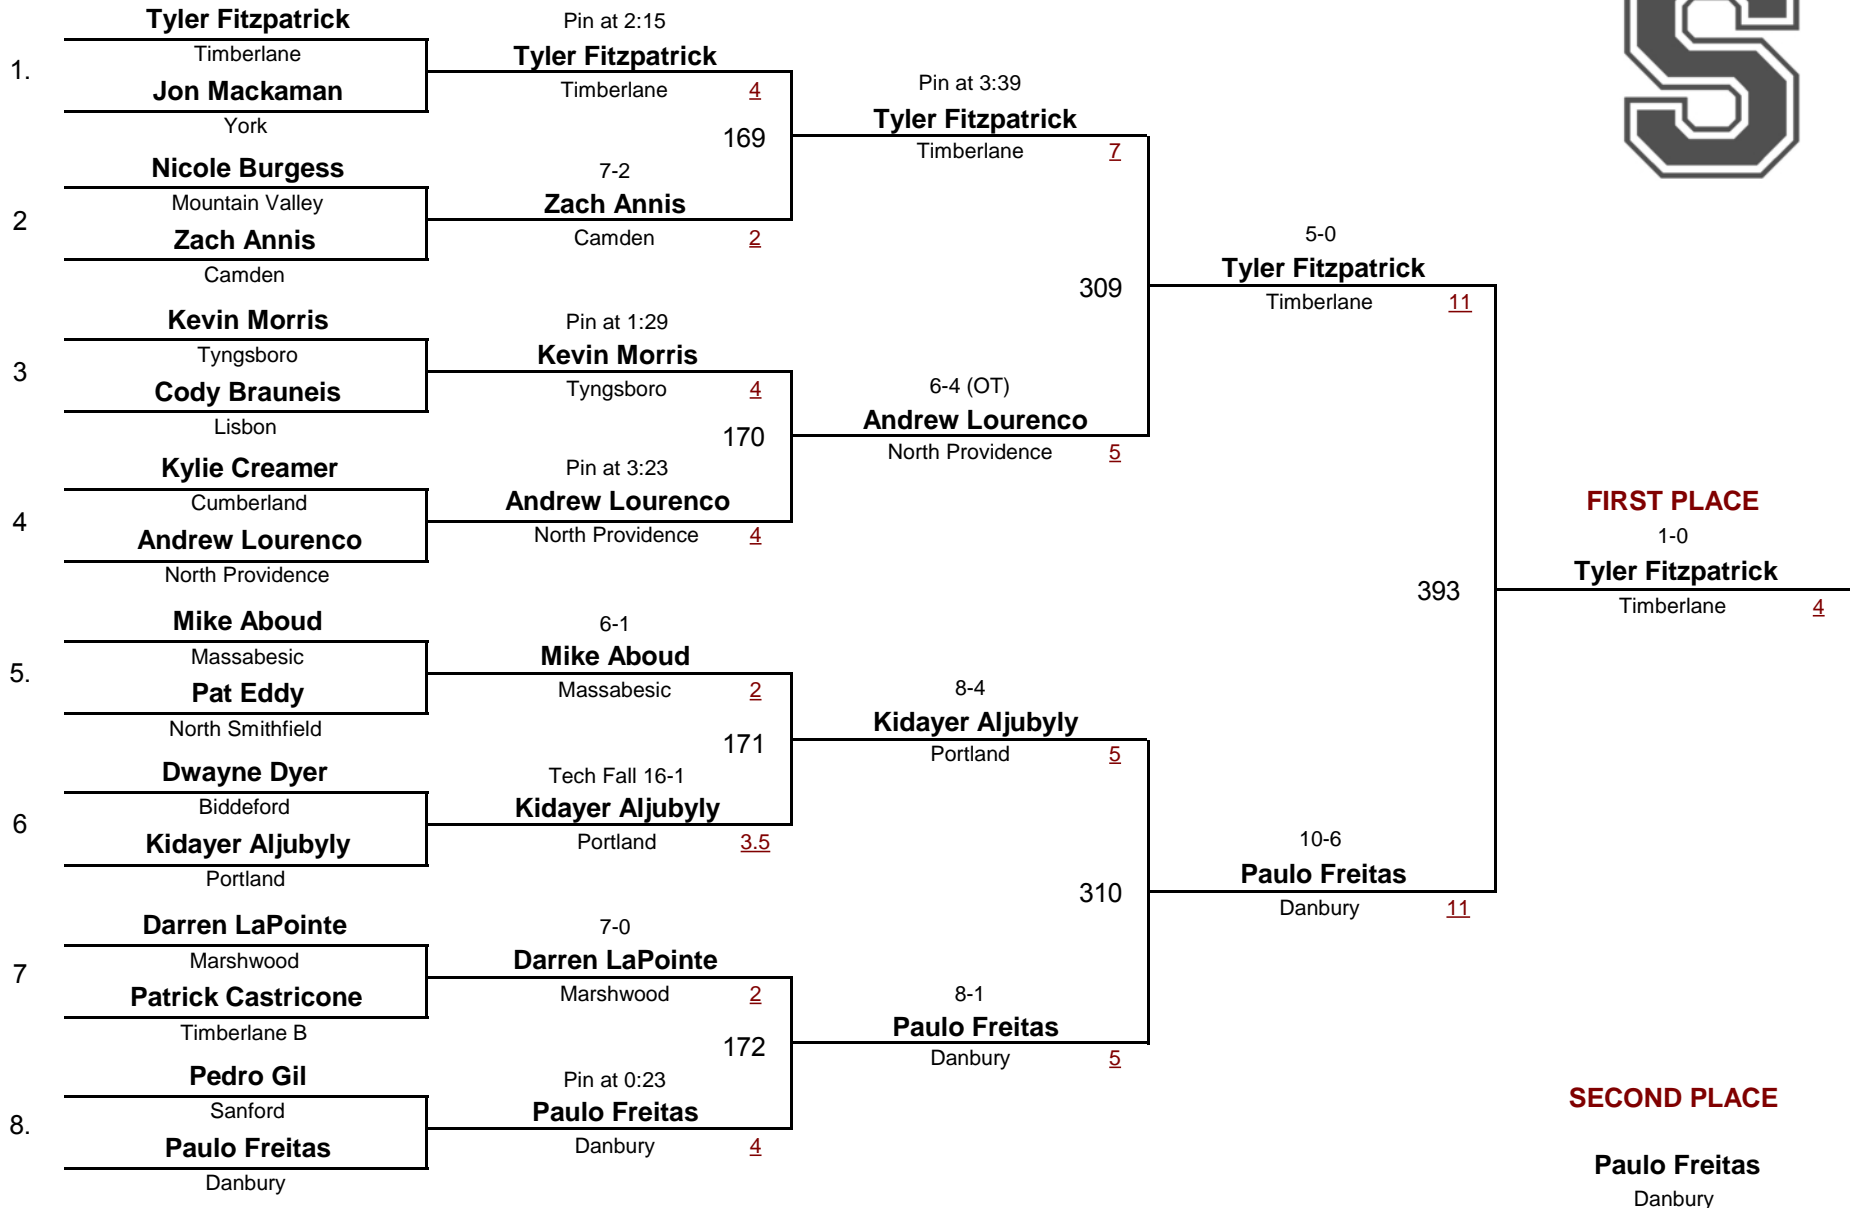 Tyler Fitzpatrick
Timberlane
1.
Jon Mackaman
York
Nicole Burgess
Mountain Valley
2
Zach Annis
Camden
Kevin Morris
Tyngsboro
3
Cody Brauneis
Lisbon
Kylie Creamer
Cumberland
4
Andrew Lourenco
North Providence
Mike Aboud
Massabesic
5.
Pat Eddy
North Smithfield
Dwayne Dyer
Biddeford
6
Kidayer Aljubyly
Portland
Darren LaPointe
Marshwood
7
Patrick Castricone
Timberlane B
Pedro Gil
Sanford
8.
Paulo Freitas
Danbury
Pin at 2:15
Tyler Fitzpatrick
Timberlane 4
169
7-2
Zach Annis
Camden 2
Pin at 1:29
Kevin Morris
Tyngsboro 4
170
Pin at 3:23
Andrew Lourenco
North Providence 4
6-1
Mike Aboud
Massabesic 2
171
Tech Fall 16-1
Kidayer Aljubyly
Portland 3.5
7-0
Darren LaPointe
Marshwood 2
172
Pin at 0:23
Paulo Freitas
Danbury 4
Pin at 3:39
Tyler Fitzpatrick
Timberlane 7
309
6-4 (OT)
Andrew Lourenco
North Providence 5
8-4
Kidayer Aljubyly
Portland 5
310
8-1
Paulo Freitas
Danbury 5
5-0
Tyler Fitzpatrick
Timberlane 11
393
10-6
Paulo Freitas
Danbury 11
S
FIRST PLACE
1-0
Tyler Fitzpatrick
Timberlane 4
SECOND PLACE
Paulo Freitas
Danbury